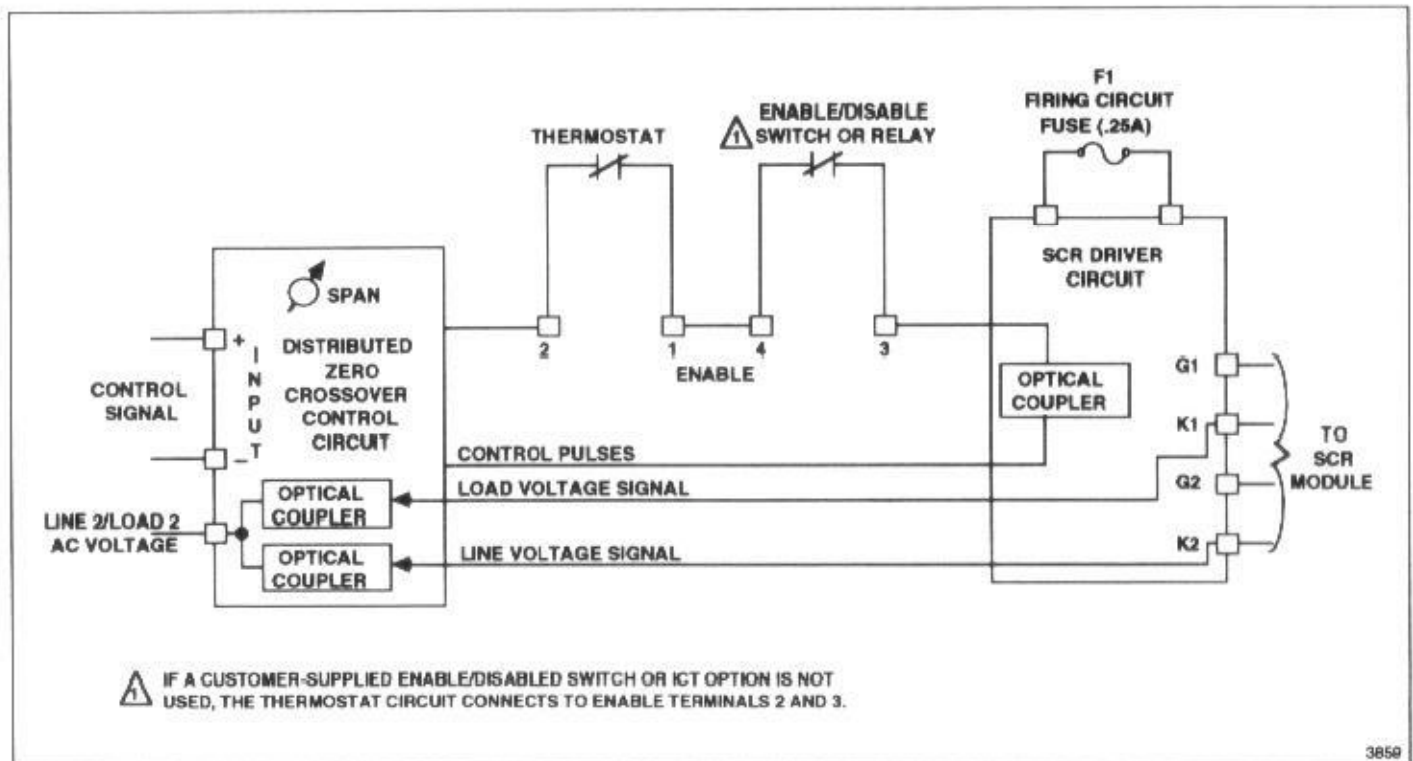 F1
FIRING CIRCUIT
FUSE (.25A)
THERMOSTAT
ENABLE/DISABLE
1 SWITCH OR RELAY
SCR DRIVER
CIRCUIT
SPAN
DISTRIBUTED
ZERO
CROSSOVER
CONTROL
CIRCUIT
+
INPUT
–
CONTROL
SIGNAL
2
1
4
3
ENABLE
OPTICAL
COUPLER
G1
K1
G2
K2
TO
SCR
MODULE
CONTROL PULSES
OPTICAL
COUPLER
LOAD VOLTAGE SIGNAL
LINE 2/LOAD 2
AC VOLTAGE
OPTICAL
COUPLER
LINE VOLTAGE SIGNAL
1 IF A CUSTOMER-SUPPLIED ENABLE/DISABLED SWITCH OR ICT OPTION IS NOT
USED, THE THERMOSTAT CIRCUIT CONNECTS TO ENABLE TERMINALS 2 AND 3.
3859